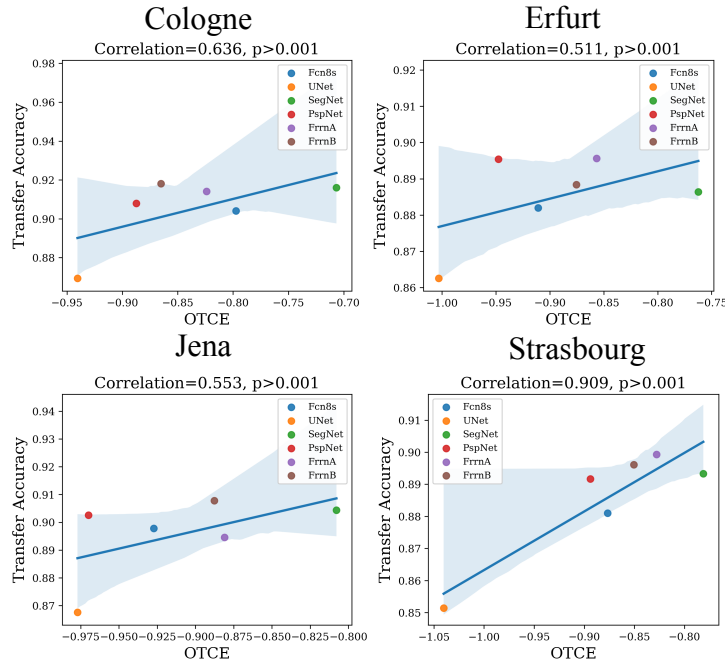 Cologne
Correlation=0.636, p>0.001
0.98
0.96
0.94
0.92
0.90
0.88
Transfer Accuracy
Fcn8s
UNet
SegNet
PspNet
FrrnA
FrrnB
−0.95
−0.90
−0.85
−0.80
−0.75
−0.70
OTCE
Erfurt
Correlation=0.511, p>0.001
0.92
0.91
0.90
0.89
0.88
0.87
0.86
Transfer Accuracy
Fcn8s
UNet
SegNet
PspNet
FrrnA
FrrnB
−1.00
−0.95
−0.90
−0.85
−0.80
−0.75
OTCE
Jena
Correlation=0.553, p>0.001
0.94
0.93
0.92
0.91
0.90
0.89
0.88
0.87
Transfer Accuracy
Fcn8s
UNet
SegNet
PspNet
FrrnA
FrrnB
−0.975
−0.950
−0.925
−0.900
−0.875
−0.850
−0.825
−0.800
OTCE
Strasbourg
Correlation=0.909, p>0.001
0.91
0.90
0.89
0.88
0.87
0.86
0.85
Transfer Accuracy
Fcn8s
UNet
SegNet
PspNet
FrrnA
FrrnB
−1.05
−1.00
−0.95
−0.90
−0.85
−0.80
OTCE